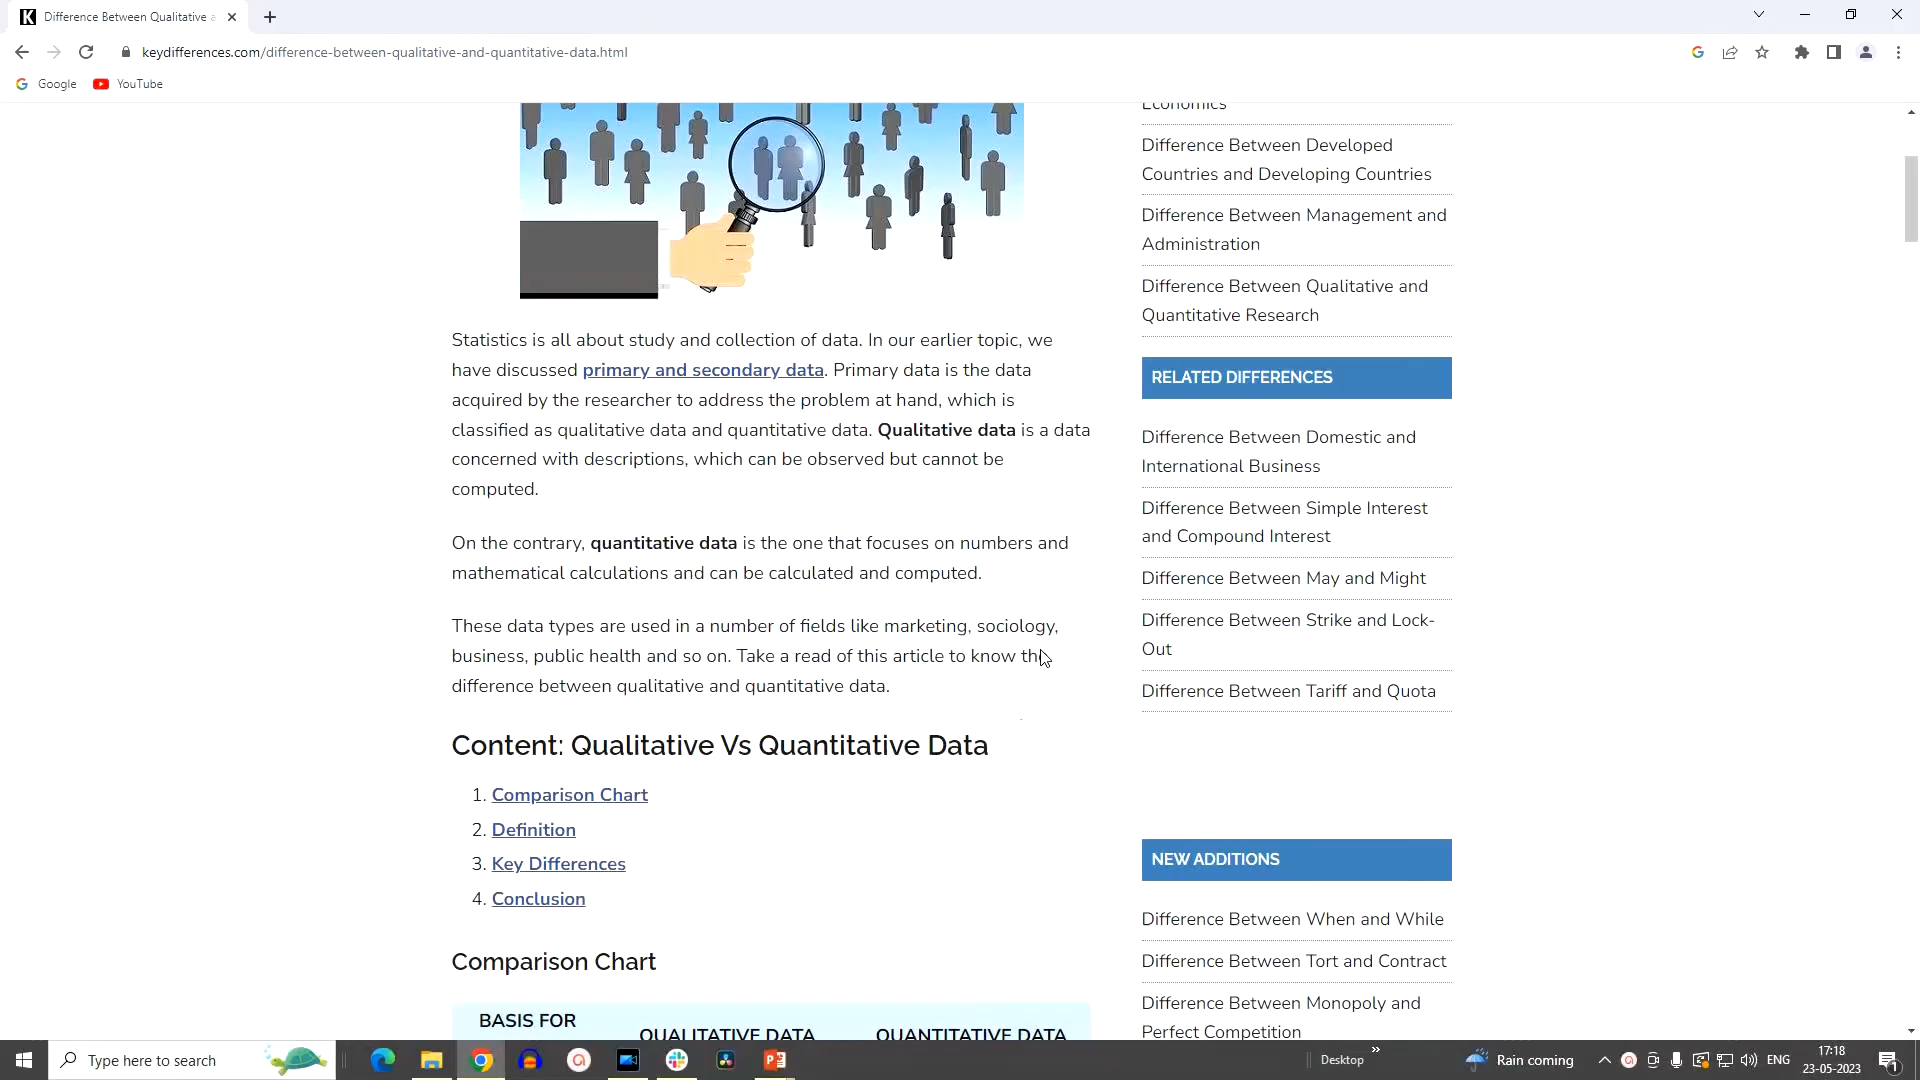 Difference Between Qualitative a
keydifferences.com/difference-between-qualitative-and-quantitative-data.html
Google
YouTube
Statistics is all about study and collection of data. In our earlier topic, we
have discussed primary and secondary data. Primary data is the data
acquired by the researcher to address the problem at hand, which is
classified as qualitative data and quantitative data. Qualitative data is a data
concerned with descriptions, which can be observed but cannot be
computed.
On the contrary, quantitative data is the one that focuses on numbers and
mathematical calculations and can be calculated and computed.
These data types are used in a number of fields like marketing, sociology,
business, public health and so on. Take a read of this article to know the
difference between qualitative and quantitative data.
Content: Qualitative Vs Quantitative Data
1. Comparison Chart
2. Definition
3. Key Differences
4. Conclusion
Comparison Chart
BASIS FOR
QUALITATIVE DATA
QUANTITATIVE DATA
Economics
Difference Between Developed
Countries and Developing Countries
Difference Between Management and
Administration
Difference Between Qualitative and
Quantitative Research
RELATED DIFFERENCES
Difference Between Domestic and
International Business
Difference Between Simple Interest
and Compound Interest
Difference Between May and Might
Difference Between Strike and Lock-
Out
Difference Between Tariff and Quota
NEW ADDITIONS
Difference Between When and While
Difference Between Tort and Contract
Difference Between Monopoly and
Perfect Competition
Type here to search
Desktop
Rain coming
ENG
17:18
23-05-2023